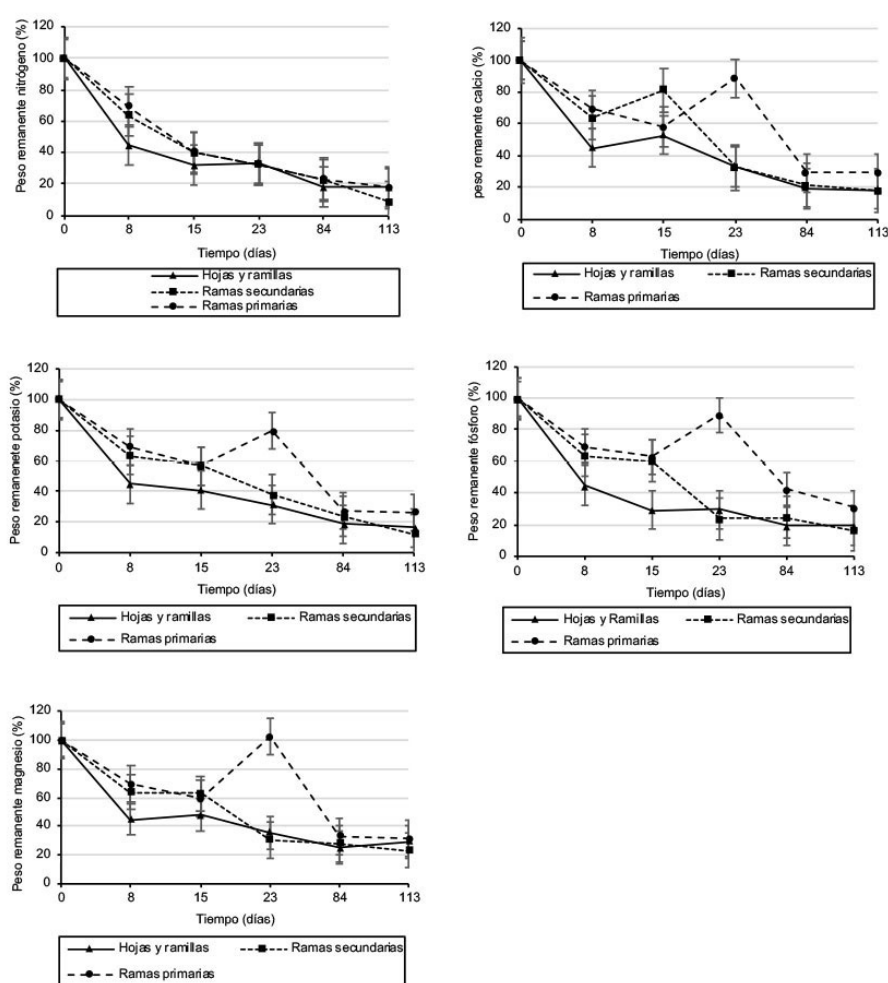 Peso remanente nitrógeno (%)
120
100
80
60
40
20
0
0 8 15 23 84 113
Tiempo (días)
Hojas y ramillas
Ramas secundarias
Ramas primarias
peso remanente calcio (%)
120
100
80
60
40
20
0
0 8 15 23 84 113
Tiempo (días)
Hojas y ramillas Ramas secundarias
Ramas primarias
Peso remanenete potasio (%)
120
100
80
60
40
20
0
0 8 15 23 84 113
Tiempo (días)
Hojas y ramillas Ramas secundarias
Ramas primarias
Peso remanente fósforo (%)
120
100
80
60
40
20
0
0 8 15 23 84 113
Tiempo (días)
Hojas y Ramillas Ramas secundarias
Ramas primarias
Peso remanente magnesio (%)
120
100
80
60
40
20
0
0 8 15 23 84 113
Tiempo (días)
Hojas y ramillas Ramas secundarias
Ramas primarias